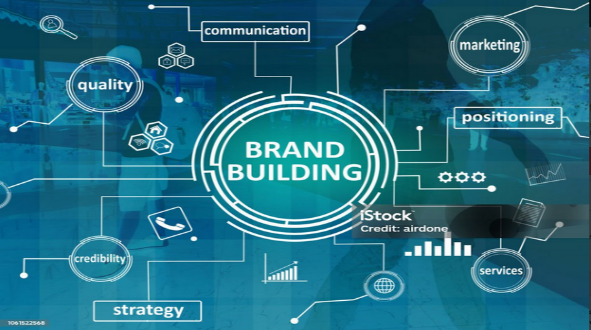 communication
marketing
quality
positioning
BRAND
BUILDING
iStock
Credit: airdone
credibility
services
strategy
1061522568